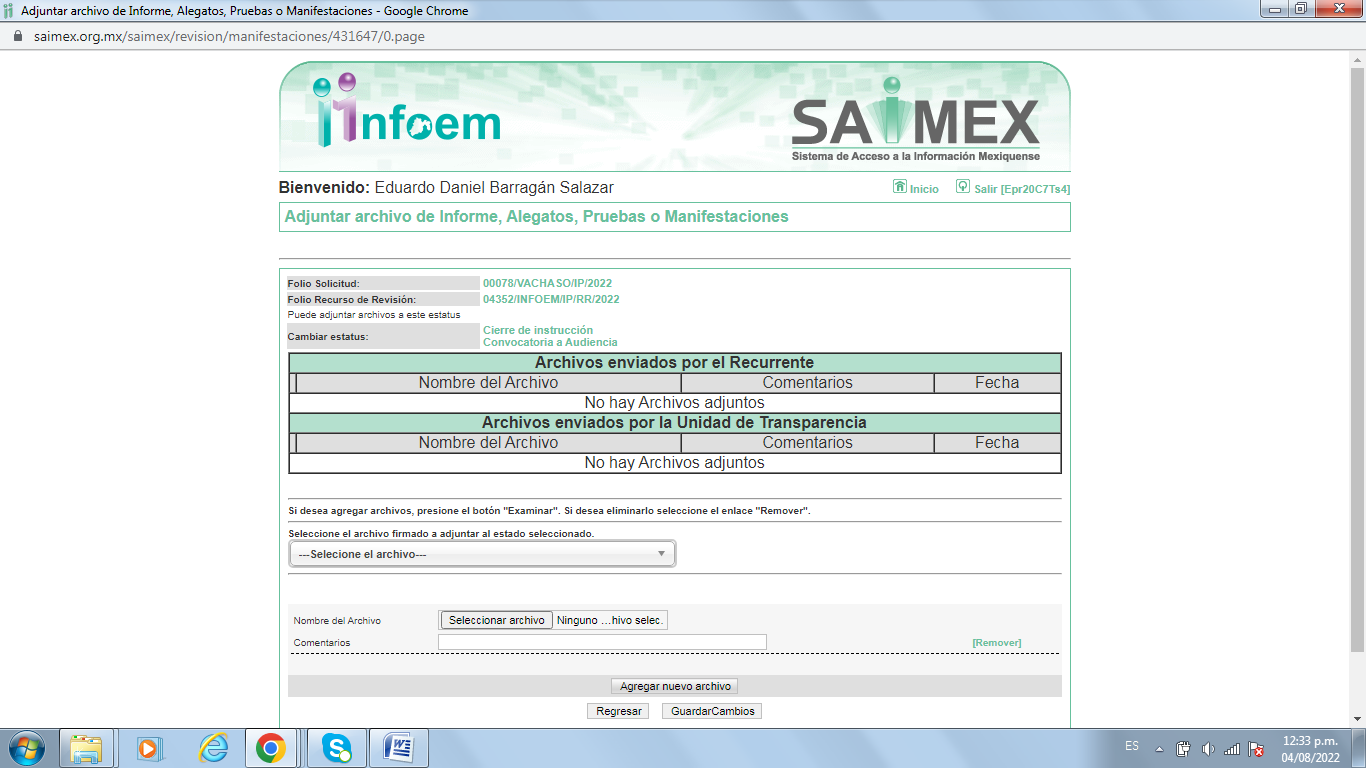 Adjuntar archivo de Informe, Alegatos, Pruebas o Manifestaciones - Google Chrome
saimex.org.mx/saimex/revision/manifestaciones/431647/0.page
infoem
SAIMEX
Sistema de Acceso a la Información Mexiquense
Bienvenido: Eduardo Daniel Barragán Salazar
Inicio Salir [Epr20C7Ts4]
Adjuntar archivo de Informe, Alegatos, Pruebas o Manifestaciones
Folio Solicitud: 00078/VACHASO/IP/2022
Folio Recurso de Revisión: 04352/INFOEM/IP/RR/2022
Puede adjuntar archivos a este estatus
Cambiar estatus: Cierre de instrucción
Convocatoria a Audiencia
Archivos enviados por el Recurrente
Nombre del Archivo Comentarios Fecha
No hay Archivos adjuntos
Archivos enviados por la Unidad de Transparencia
Nombre del Archivo Comentarios Fecha
No hay Archivos adjuntos
Si desea agregar archivos, presione el botón "Examinar". Si desea eliminarlo seleccione el enlace "Remover".
Seleccione el archivo firmado a adjuntar al estado seleccionado.
---Selecione el archivo---
Nombre del Archivo Seleccionar archivo Ninguno ...hivo selec.
Comentarios [Remover]
Agregar nuevo archivo
Regresar GuardarCambios
ES 12:33 p.m.
04/08/2022